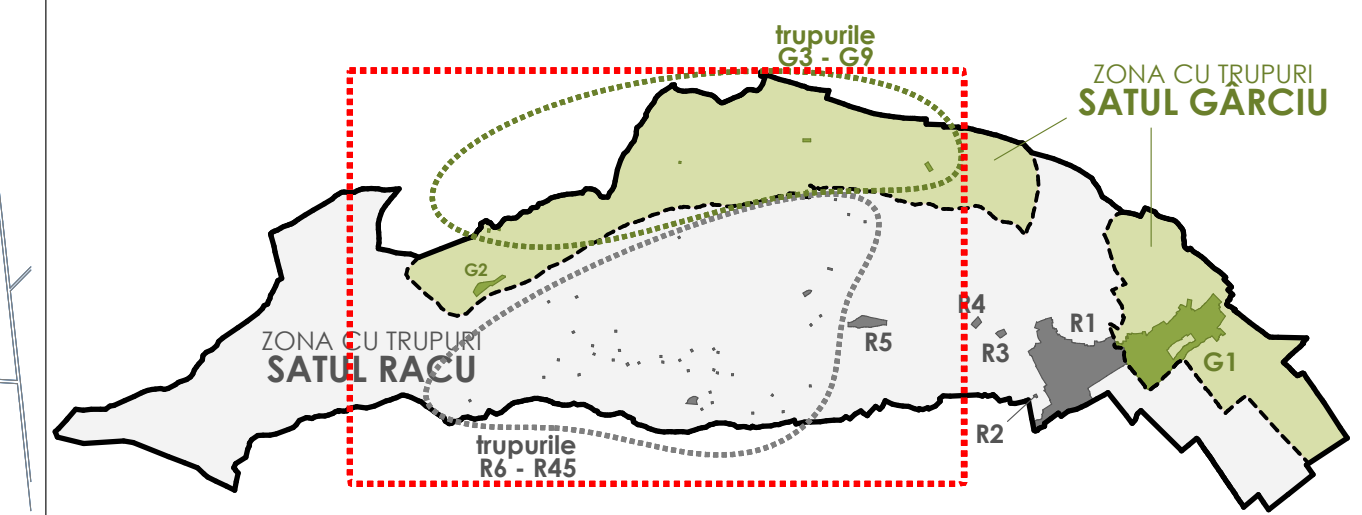 trupurile
G3 - G9
ZONA CU TRUPURI
SATUL GÂRCIU
G2
R4
R1
R5
R3
G1
ZONA CU TRUPURI
SATUL RACU
R2
trupurile
R6 - R45